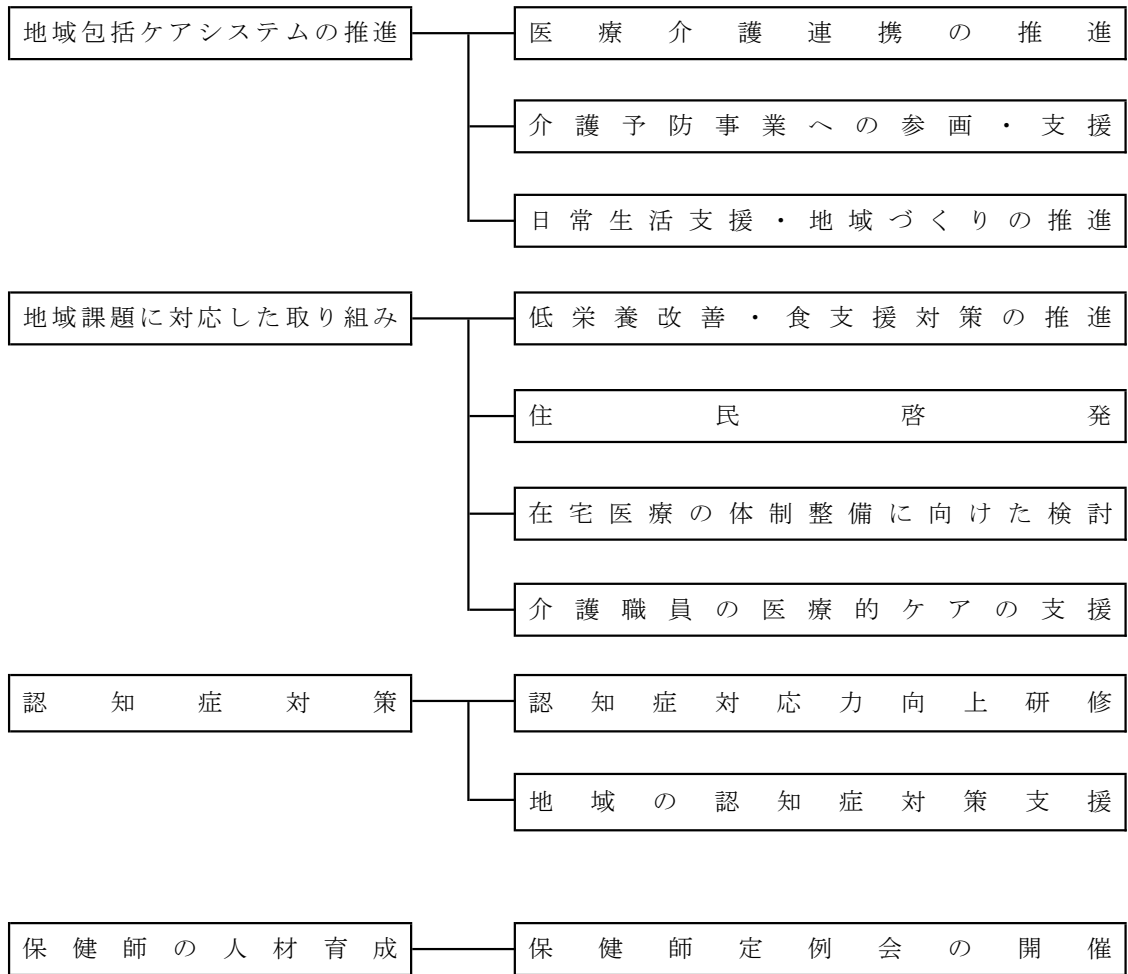 地域包括ケアシステムの推進
医療介護連携の推進
介護予防事業への参画・支援
日常生活支援・地域づくりの推進
地域課題に対応した取り組み
低栄養改善・食支援対策の推進
住民啓発
在宅医療の体制整備に向けた検討
介護職員の医療的ケアの支援
認知症対策
認知症対応力向上研修
地域の認知症対策支援
保健師の人材育成
保健師定例会の開催